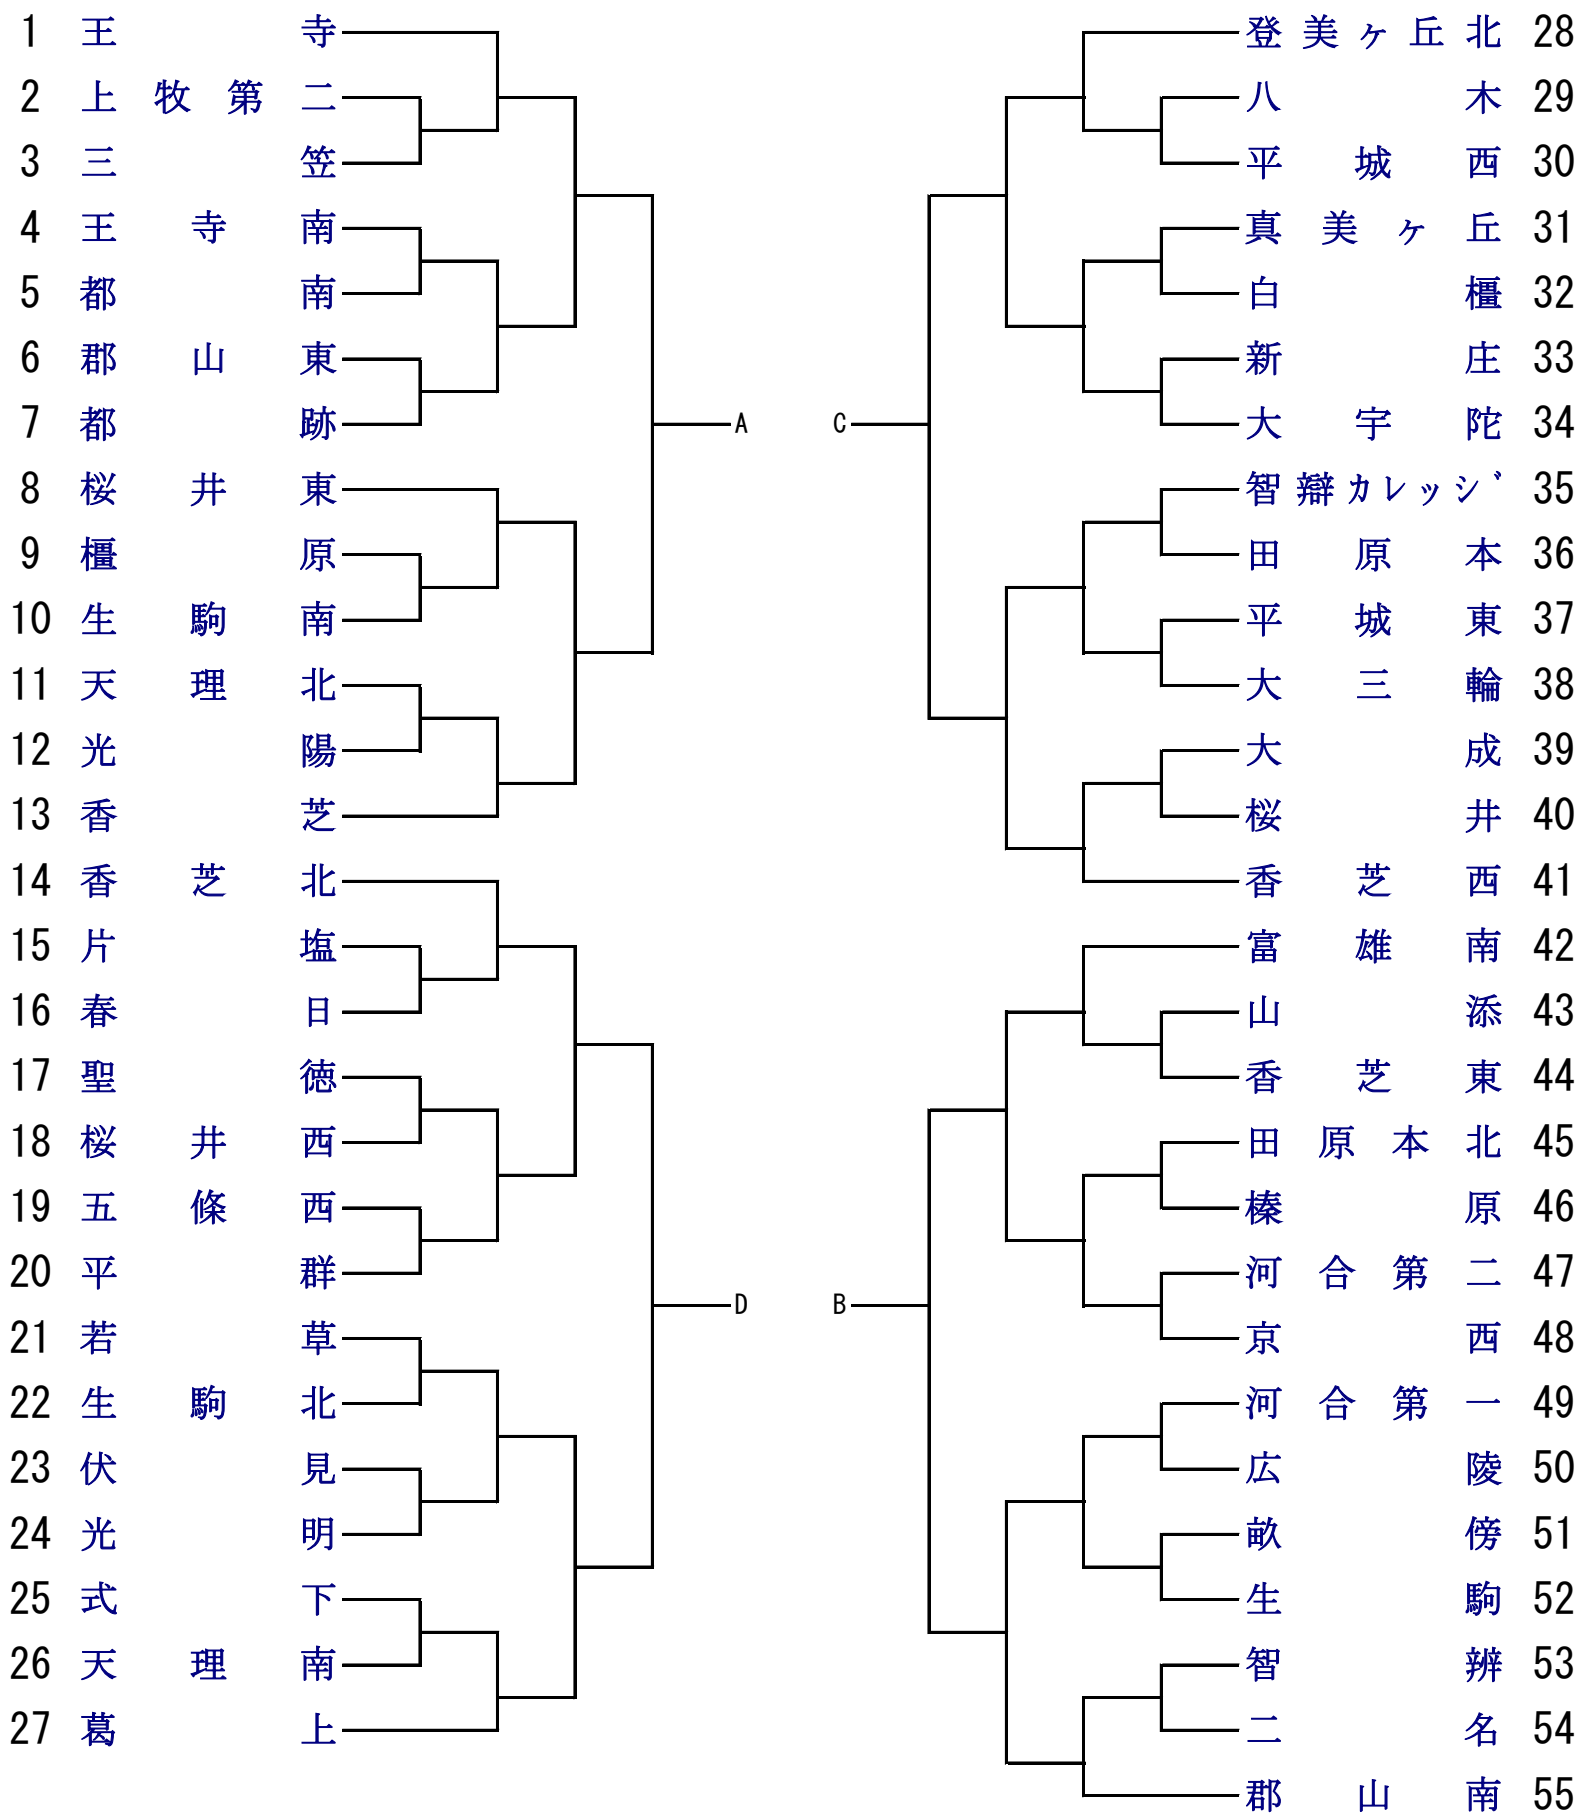 1 王寺
2 上牧第二
3 三笠
4 王寺南
5 都南
6 郡山東
7 都跡
8 桜井東
9 橿原
10 生駒南
11 天理北
12 光陽
13 香芝
14 香芝北
15 片塩
16 春日
17 聖徳
18 桜井西
19 五條西
20 平群
21 若草
22 生駒北
23 伏見
24 光明
25 式下
26 天理南
27 葛上
A
D
C
B
登美ヶ丘北 28
八木 29
平城西 30
真美ヶ丘 31
白橿 32
新庄 33
大宇陀 34
智辯カレッジ 35
田原本 36
平城東 37
大三輪 38
大成 39
桜井 40
香芝西 41
富雄南 42
山添 43
香芝東 44
田原本北 45
榛原 46
河合第二 47
京西 48
河合第一 49
広陵 50
畝傍 51
生駒 52
智辨 53
二名 54
郡山南 55